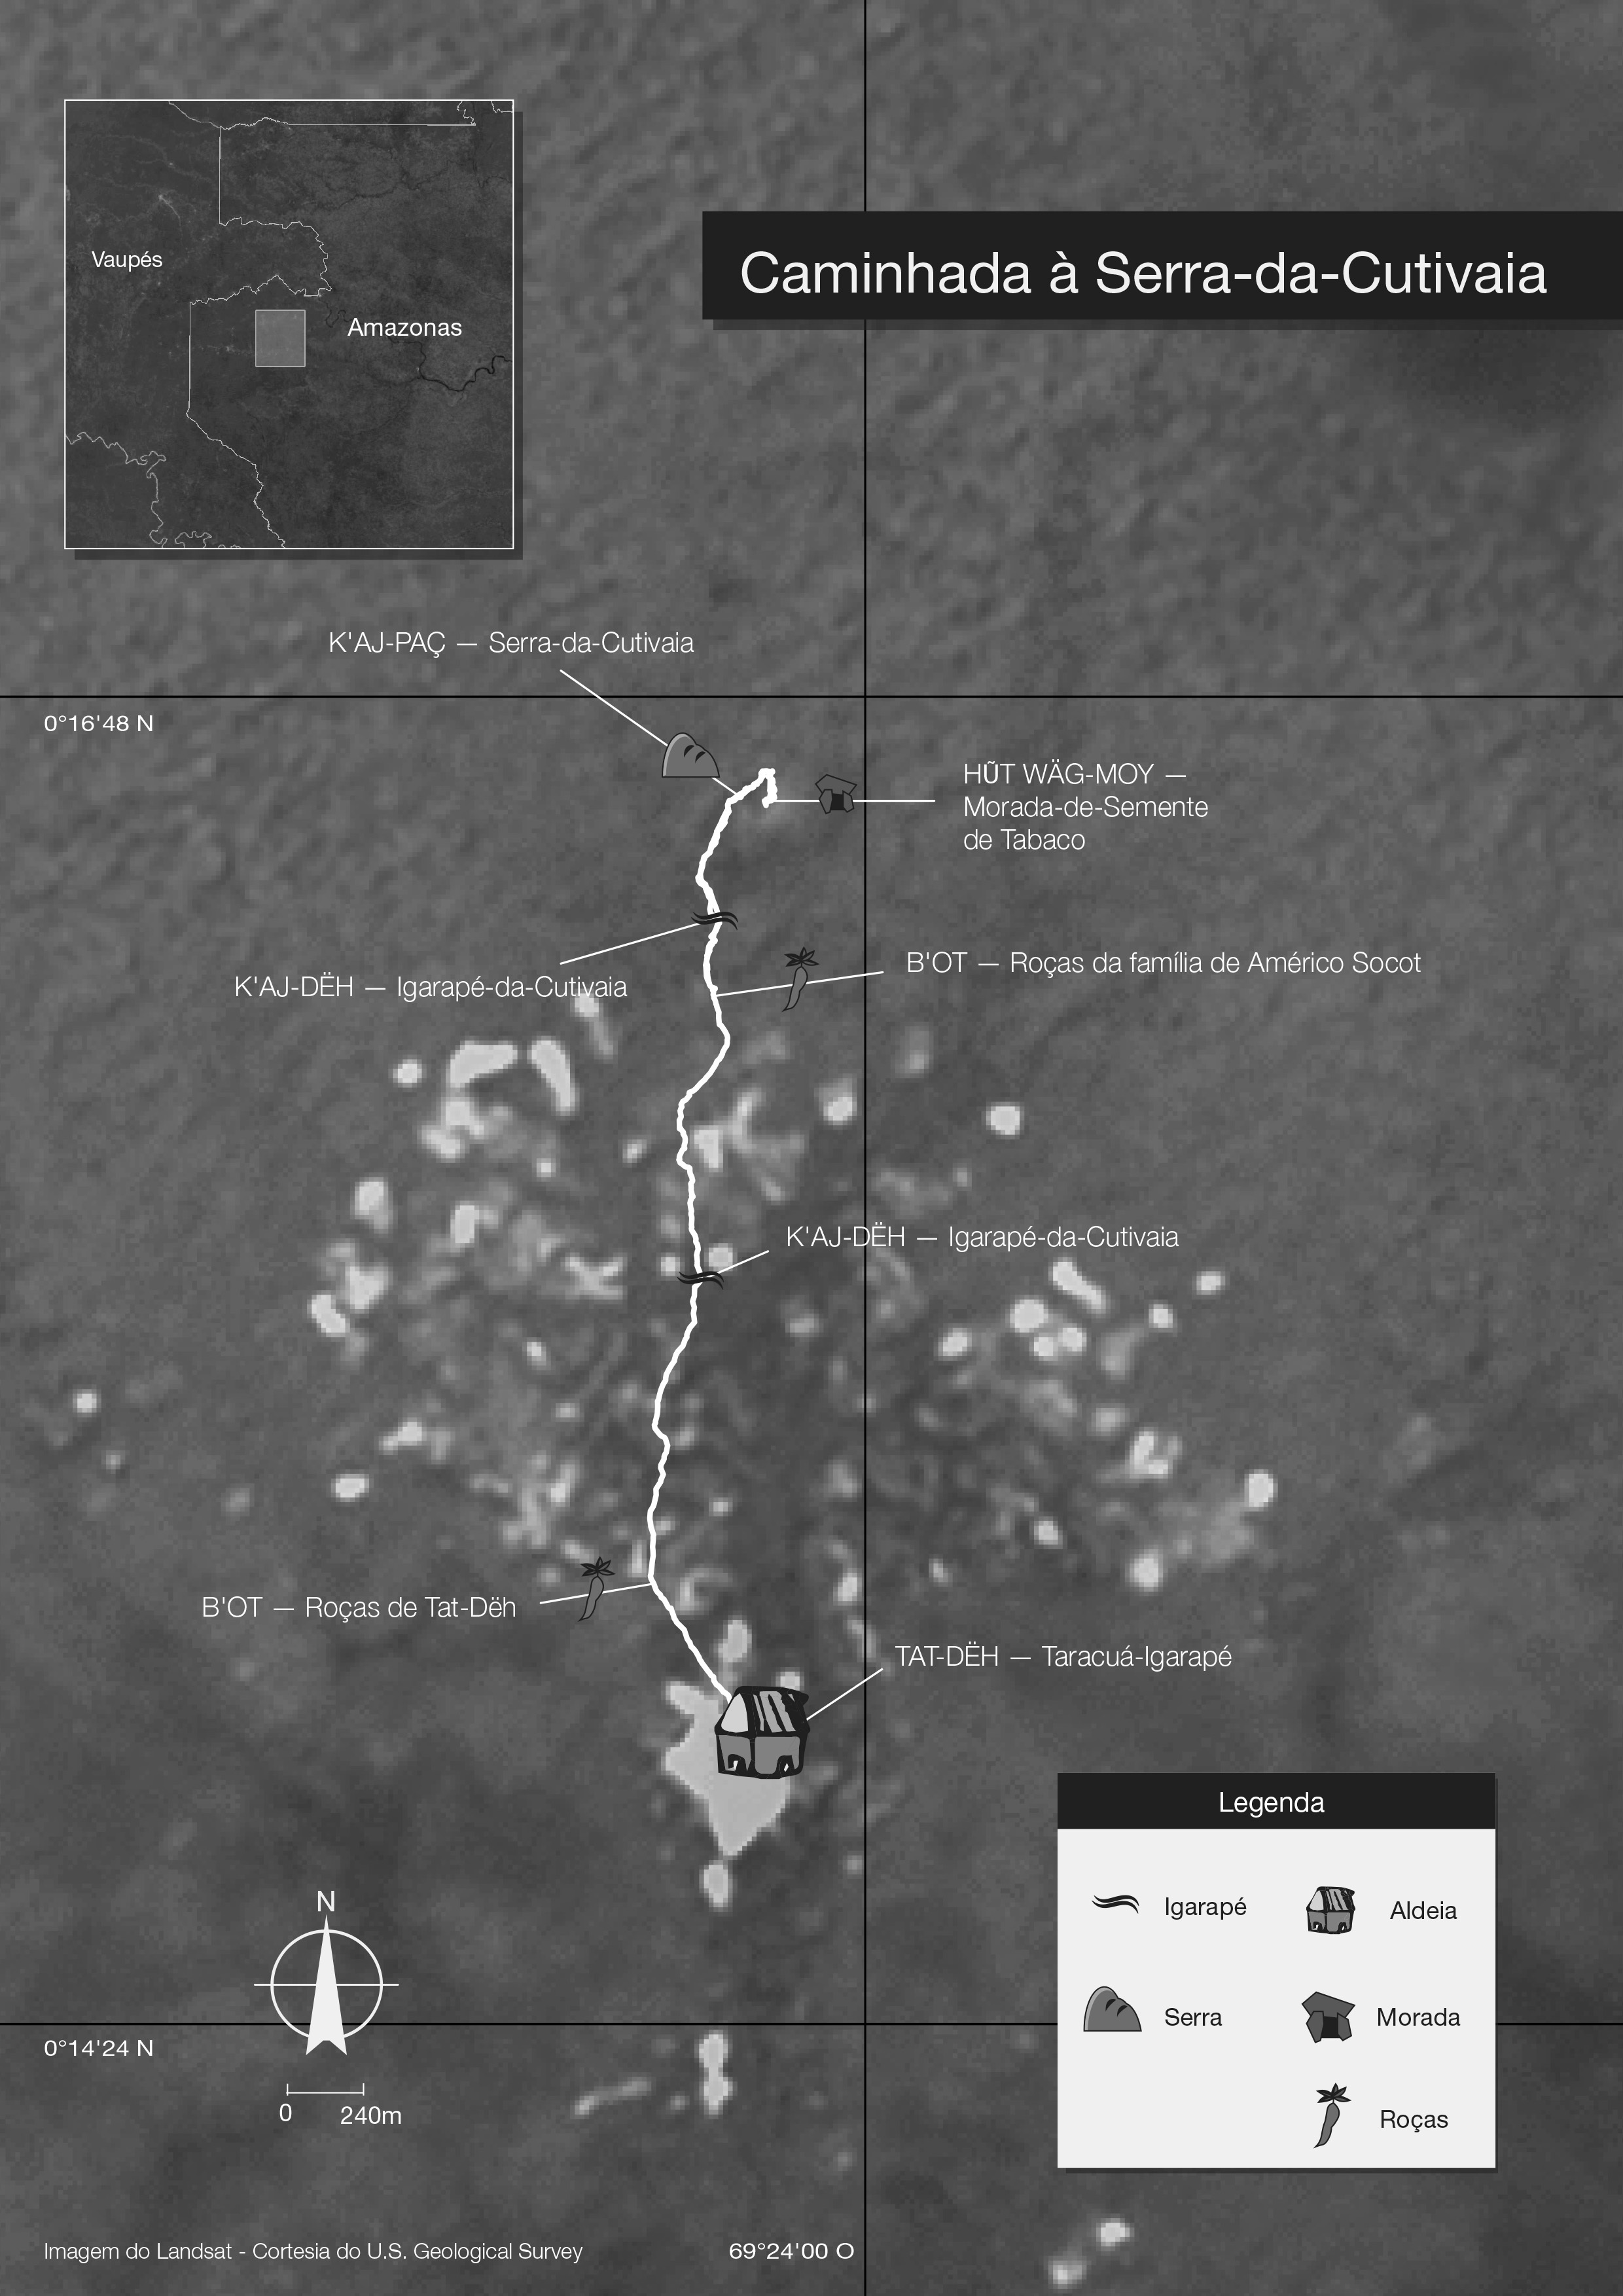 Vaupés
Amazonas
Caminhada à Serra-da-Cutivaia
K'AJ-PAÇ — Serra-da-Cutivaia
0°16'48 N
HŨT WÄG-MOY —
Morada-de-Semente
de Tabaco
B'OT — Roças da família de Américo Socot
K'AJ-DËH — Igarapé-da-Cutivaia
K'AJ-DËH — Igarapé-da-Cutivaia
B'OT — Roças de Tat-Dëh
TAT-DËH — Taracuá-Igarapé
Legenda
Igarapé
Aldeia
Serra
Morada
Roças
N
0°14'24 N
0 240m
Imagem do Landsat - Cortesia do U.S. Geological Survey
69°24'00 O